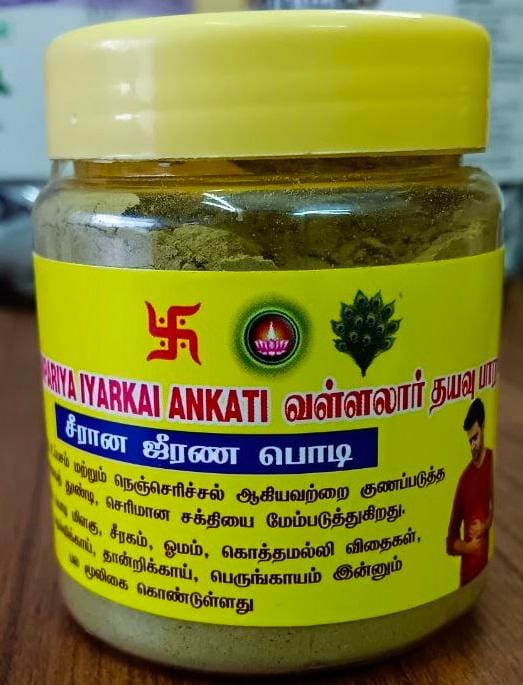 PARIYA IYARKAI ANKATI வள்ளலார் தயவு பார
சீரான ஜீரண பொடி
மற்றும் நெஞ்செரிச்சல் ஆகியவற்றை குணப்படுத்த
தூண்டி, செரிமான சக்தியை மேம்படுத்துகிறது.
மிளகு, சீரகம், ஓமம், கொத்தமல்லி விதைகள்,
தான்றிக்காய், பெருங்காயம் இன்னும்
பல மூலிகை கொண்டுள்ளது